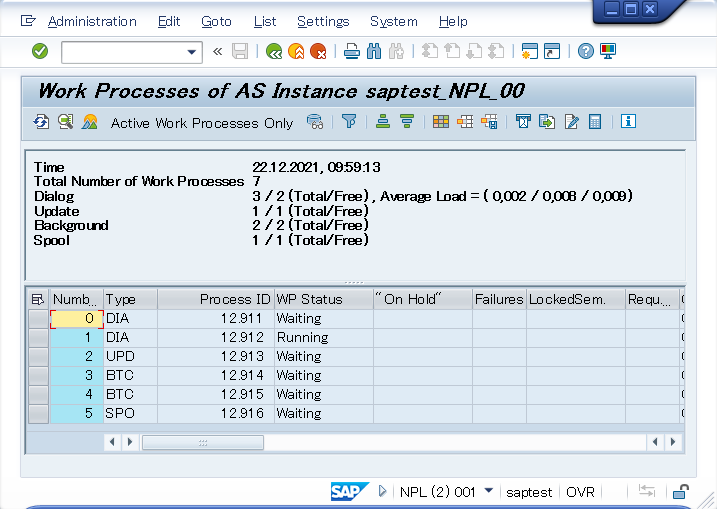 Administration Edit Goto List Settings System Help
«
Work Processes of AS Instance saptest_NPL_00
Active Work Processes Only
Time 22.12.2021, 09:59:13
Total Number of Work Processes 7
Dialog 3 / 2 (Total/Free) , Average Load = ( 0,002 / 0,008 / 0,009)
Update 1 / 1 (Total/Free)
Background 2 / 2 (Total/Free)
Spool 1 / 1 (Total/Free)
Numb... Type Process ID WP Status "On Hold" Failures LockedSem. Requ...
0 DIA 12.911 Waiting
1 DIA 12.912 Running
2 UPD 12.913 Waiting
3 BTC 12.914 Waiting
4 BTC 12.915 Waiting
5 SPO 12.916 Waiting
SAP NPL (2) 001 saptest OVR